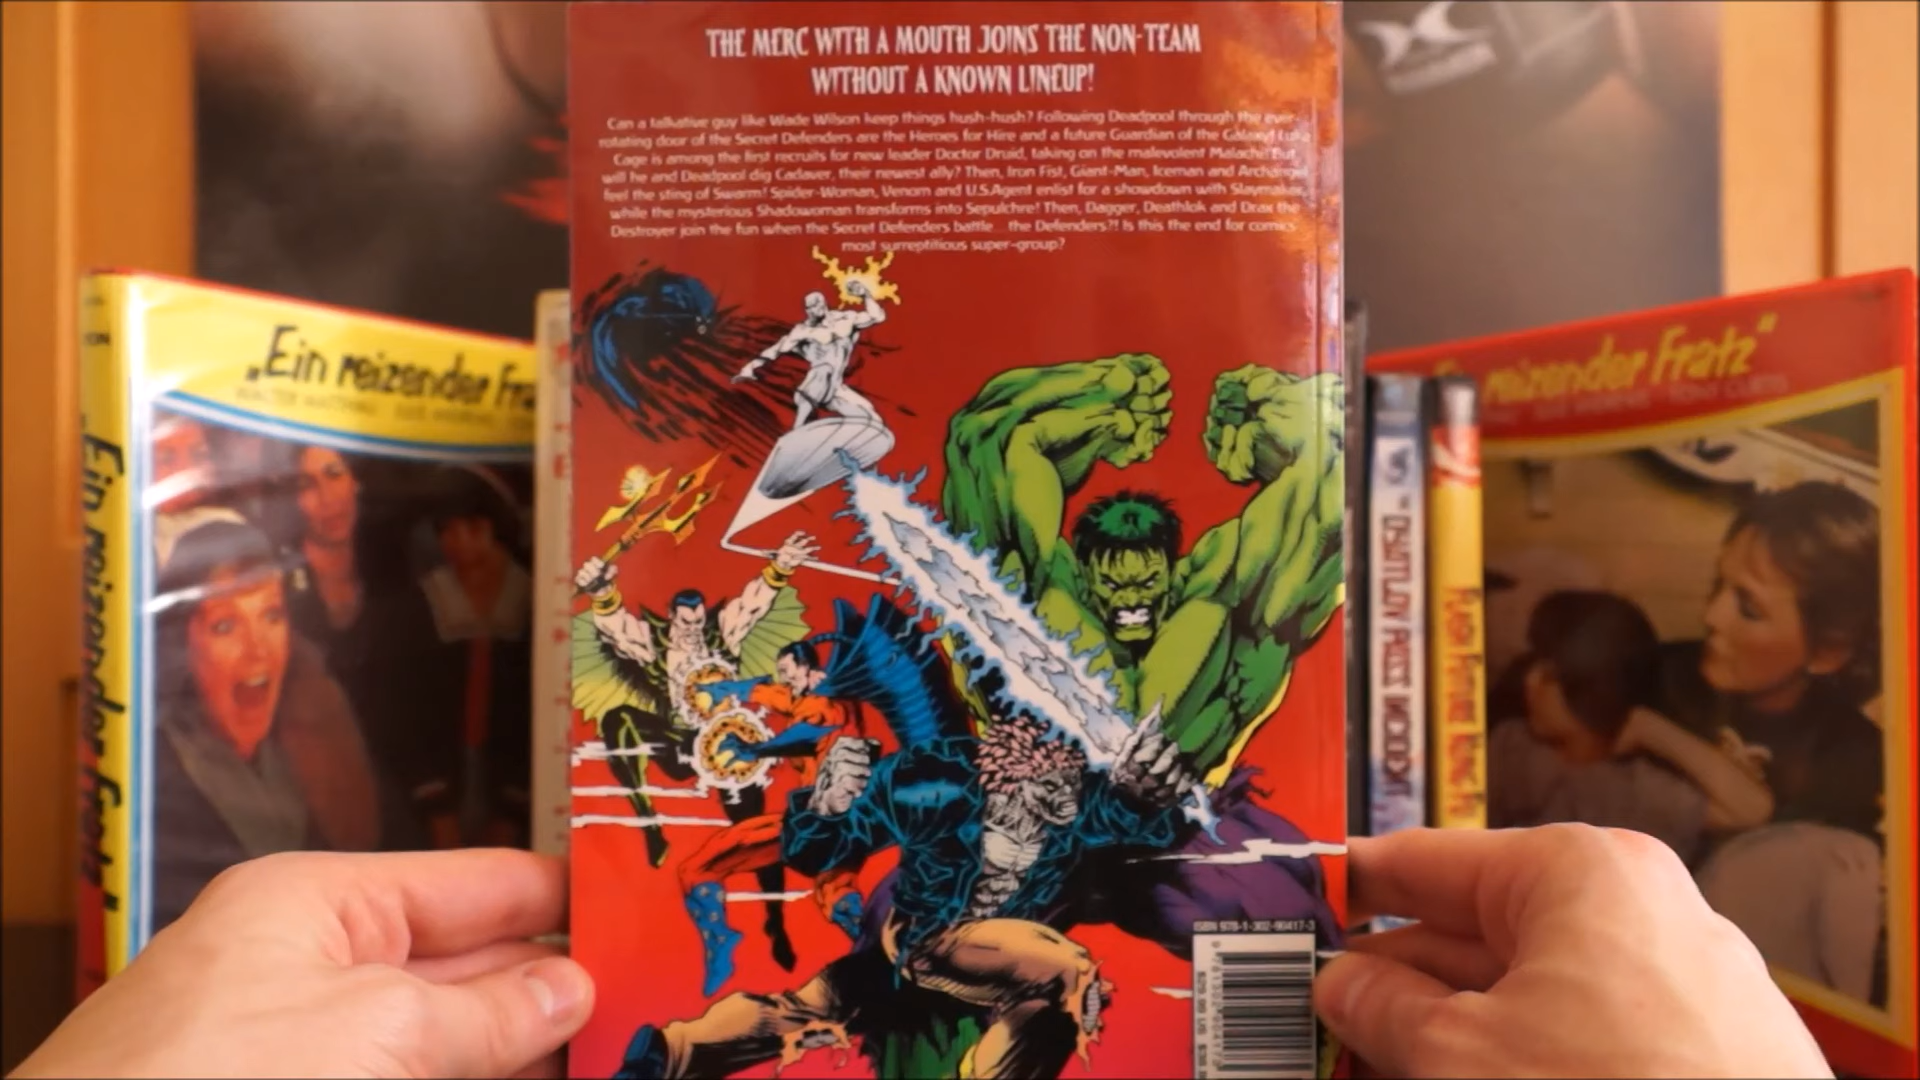 THE MERC WITH A MOUTH JOINS THE NON-TEAM
WITHOUT A KNOWN LINEUP!
Can a talkative guy like Wade Wilson keep things hush-hush? Following Deadpool through the ever-
rotating door of the Secret Defenders are the Heroes for Hire and a future Guardian of the Galaxy! Luke
Cage is among the first recruits for new leader Doctor Druid, taking on the malevolent Malachi! But
will he and Deadpool dig Cadaver, their newest ally? Then, Iron Fist, Giant-Man, Iceman and Archangel
feel the sting of Swarm! Spider-Woman, Venom and U.S.Agent enlist for a showdown with Slaymaker,
while the mysterious Shadowoman transforms into Sepulchre! Then, Dagger, Deathlok and Drax the
Destroyer join the fun when the Secret Defenders battle... the Defenders?! Is this the end for comics'
most surreptitious super-group?
ISBN 978-1-302-90417-3
„Ein reizender Fra
„Ein reizender Fratz"
reizender Fratz"